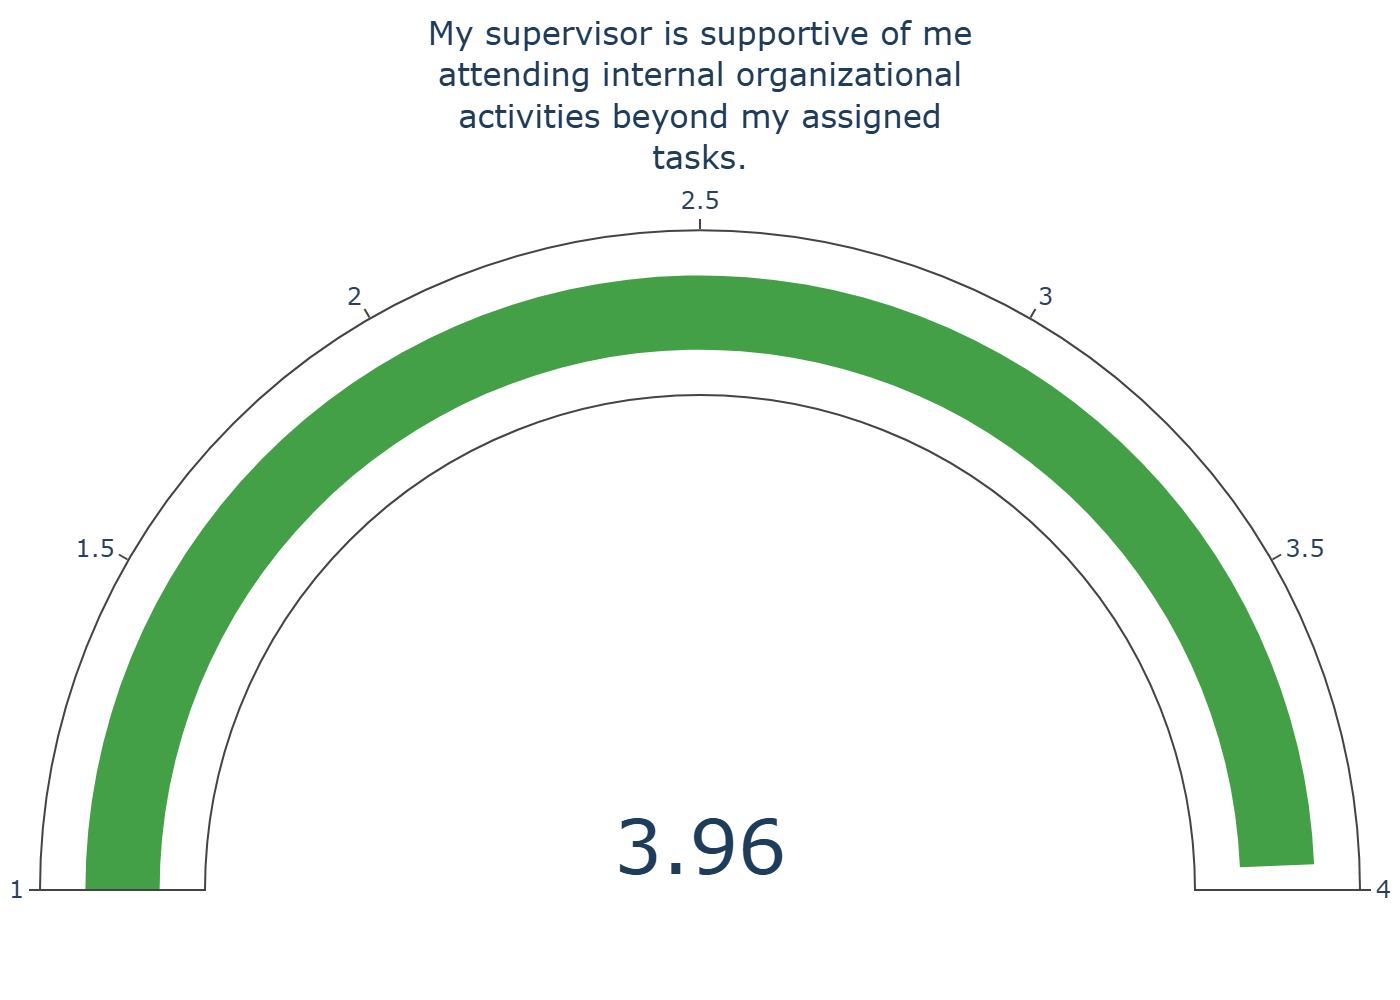 My supervisor is supportive of me
attending internal organizational
activities beyond my assigned
tasks.
2.5
2
3
1.5
3.5
3.96
1
4